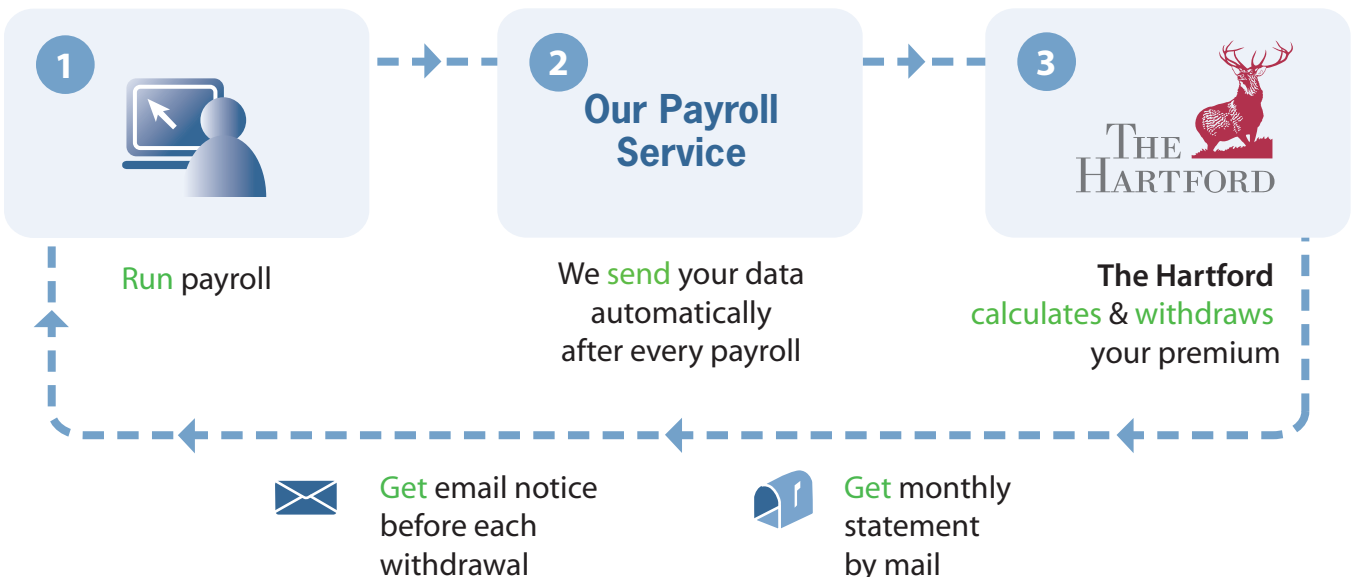 1
2
Our Payroll
Service
3
THE
HARTFORD
Run payroll
We send your data
automatically
after every payroll
The Hartford
calculates & withdraws
your premium
Get email notice
before each
withdrawal
Get monthly
statement
by mail